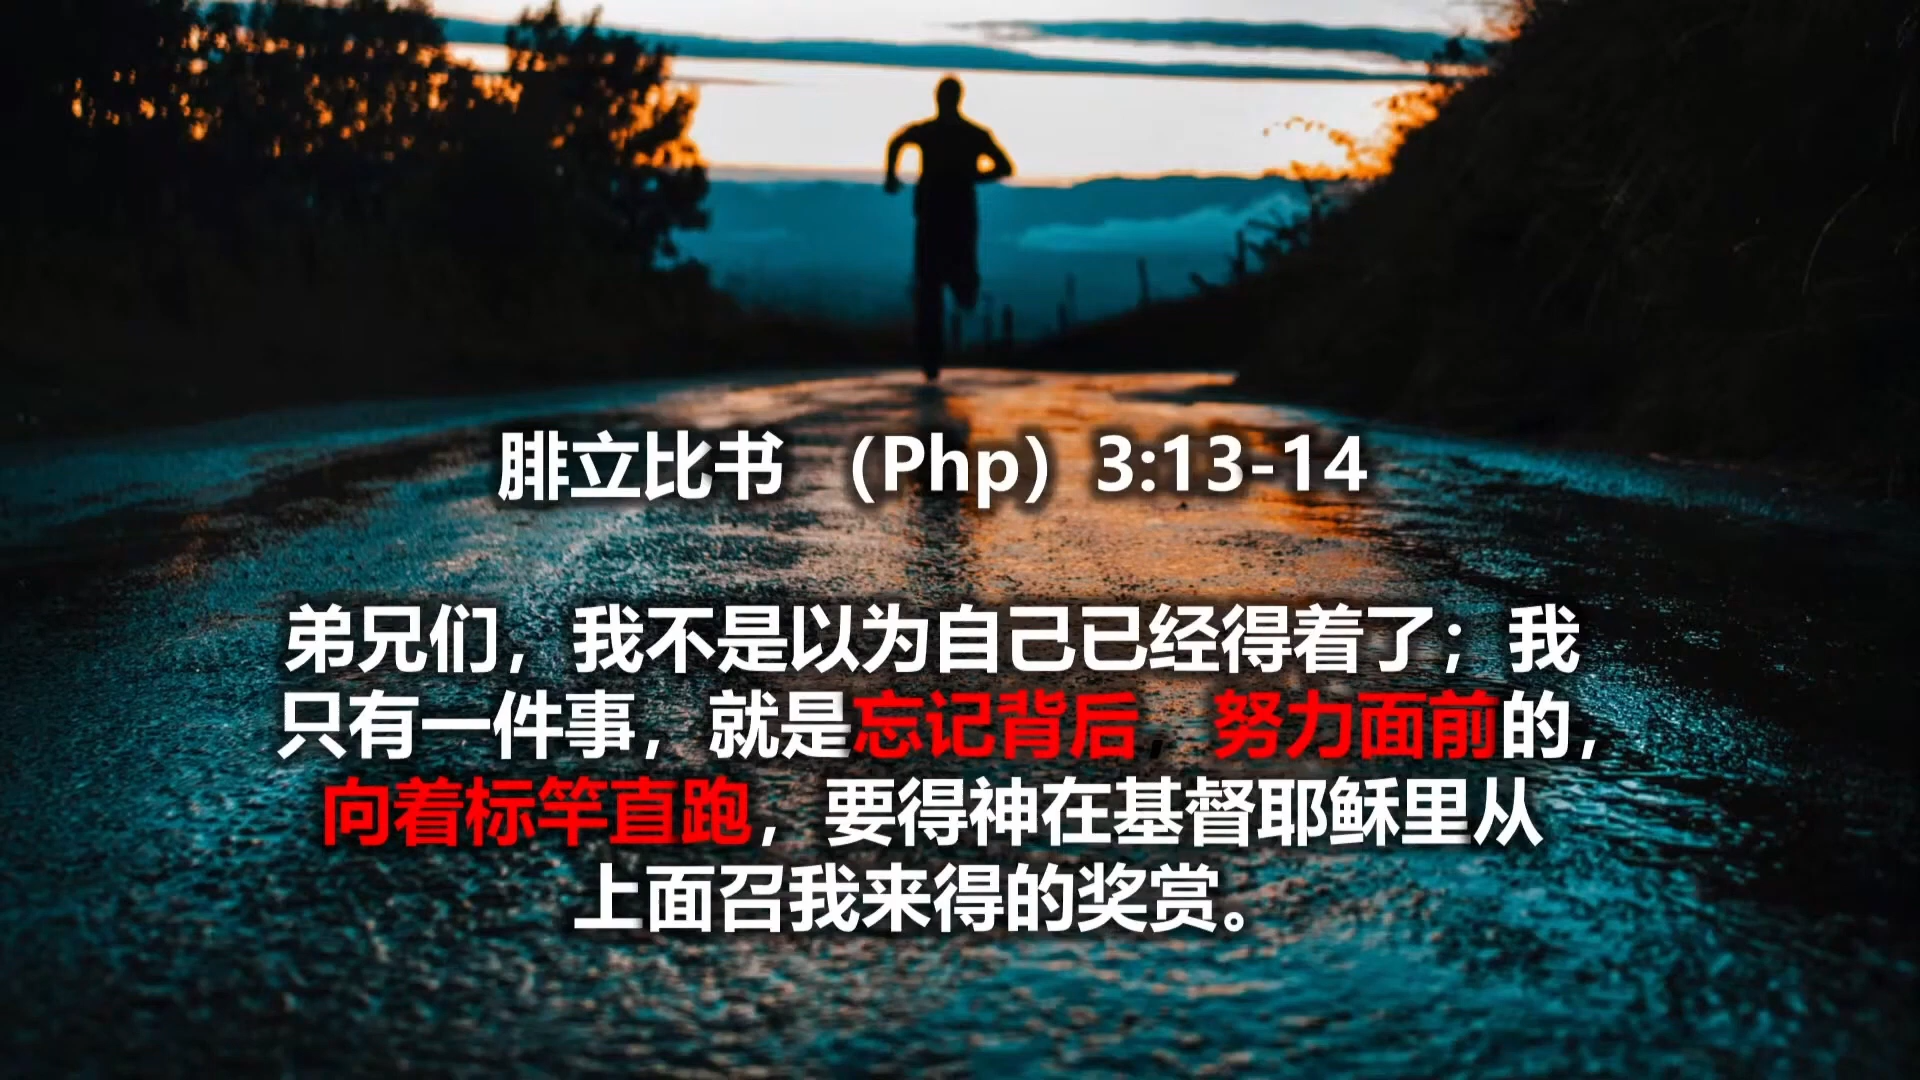 腓立比书 （Php）3:13-14
弟兄们，我不是以为自己已经得着了；我
只有一件事，就是忘记背后，努力面前的，
向着标竿直跑，要得神在基督耶稣里从
上面召我来得的奖赏。